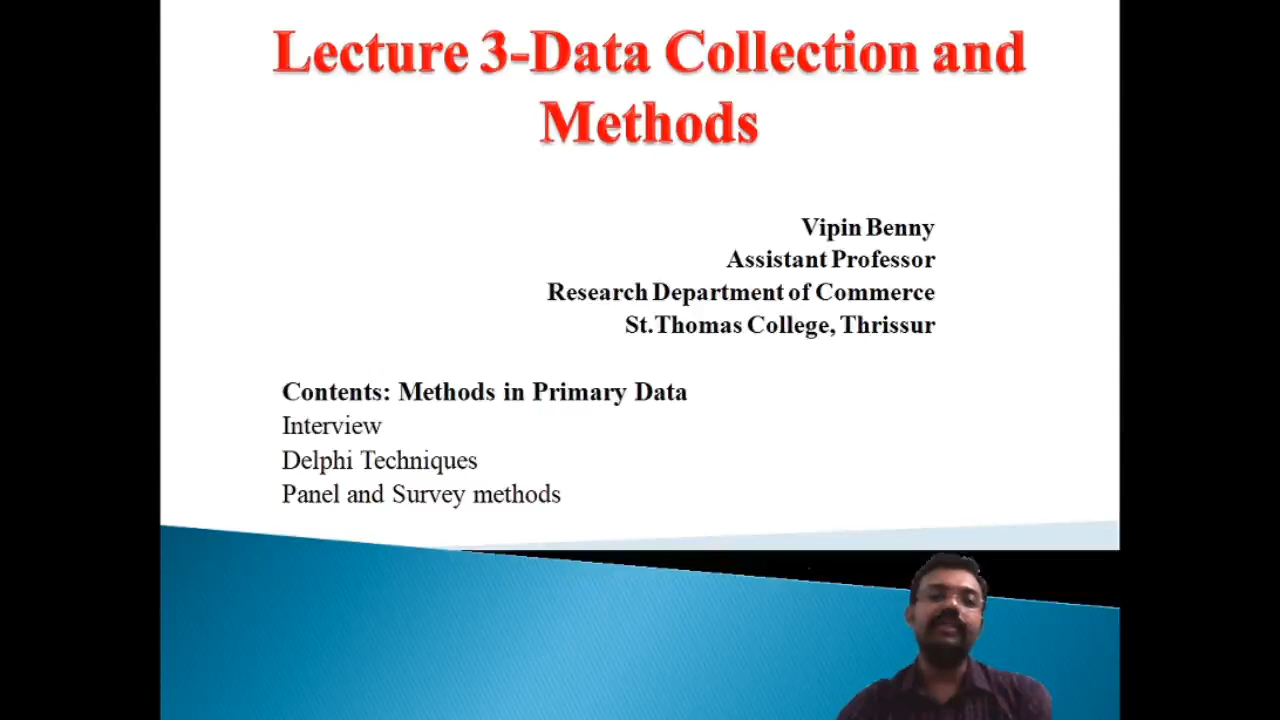 Lecture 3-Data Collection and
Methods
Vipin Benny
Assistant Professor
Research Department of Commerce
St.Thomas College, Thrissur
Contents: Methods in Primary Data
Interview
Delphi Techniques
Panel and Survey methods